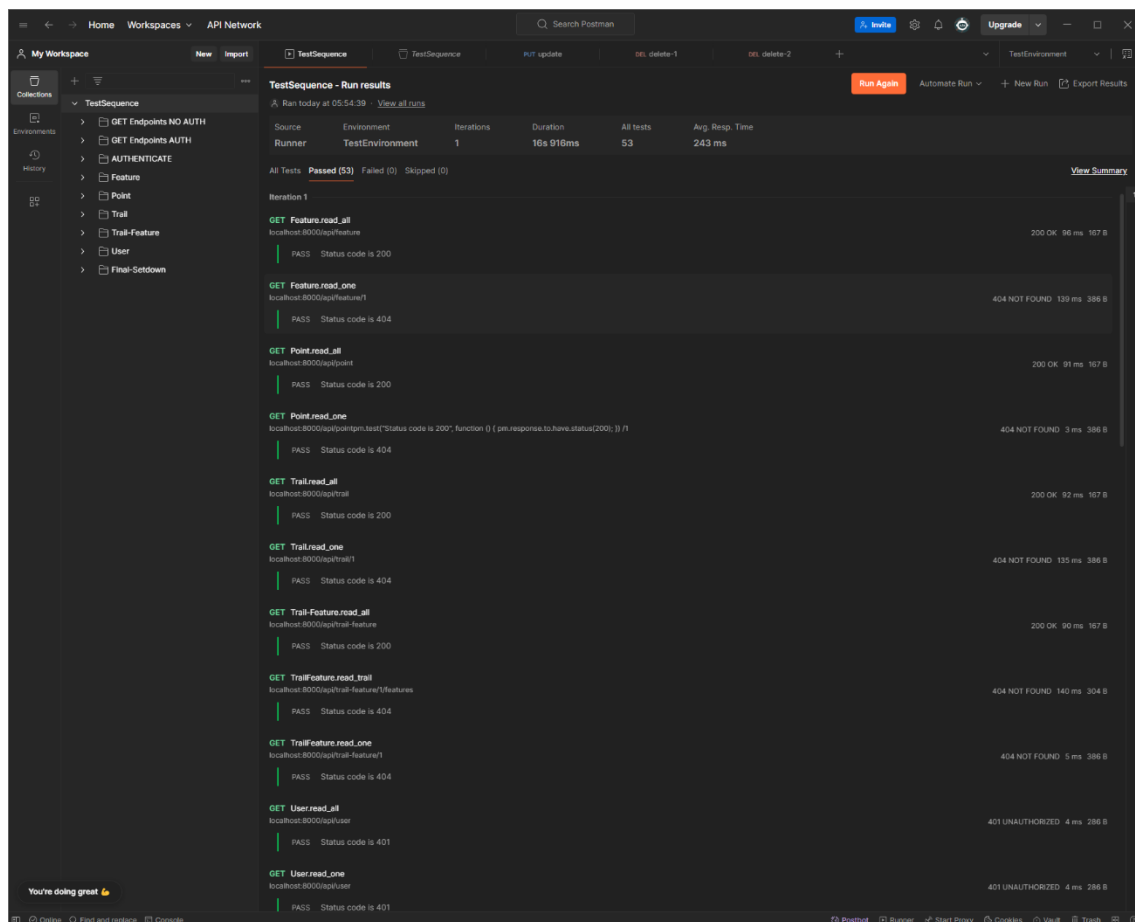 Home Workspaces API Network Search Postman Invite Upgrade
My Workspace New Import TestSequence TestSequence PUT update DEL delete-1 DEL delete-2 TestEnvironment
Collections
Environments
History
TestSequence
GET Endpoints NO AUTH
GET Endpoints AUTH
AUTHENTICATE
Feature
Point
Trail
Trail-Feature
User
Final-Setdown
TestSequence - Run results Run Again Automate Run + New Run Export Results
Ran today at 05:54:39 · View all runs
Source Environment Iterations Duration All tests Avg. Resp. Time
Runner TestEnvironment 1 16s 916ms 53 243 ms
All Tests Passed (53) Failed (0) Skipped (0) View Summary
Iteration 1
GET Feature.read_all
localhost:8000/api/feature 200 OK 96 ms 167 B
PASS Status code is 200
GET Feature.read_one
localhost:8000/api/feature/1 404 NOT FOUND 139 ms 386 B
PASS Status code is 404
GET Point.read_all
localhost:8000/api/point 200 OK 91 ms 167 B
PASS Status code is 200
GET Point.read_one
localhost:8000/api/pointpm.test("Status code is 200", function () { pm.response.to.have.status(200); }) /1 404 NOT FOUND 3 ms 386 B
PASS Status code is 404
GET Trail.read_all
localhost:8000/api/trail 200 OK 92 ms 167 B
PASS Status code is 200
GET Trail.read_one
localhost:8000/api/trail/1 404 NOT FOUND 135 ms 386 B
PASS Status code is 404
GET Trail-Feature.read_all
localhost:8000/api/trail-feature 200 OK 90 ms 167 B
PASS Status code is 200
GET TrailFeature.read_trail
localhost:8000/api/trail-feature/1/features 404 NOT FOUND 140 ms 304 B
PASS Status code is 404
GET TrailFeature.read_one
localhost:8000/api/trail-feature/1 404 NOT FOUND 5 ms 386 B
PASS Status code is 404
GET User.read_all
localhost:8000/api/user 401 UNAUTHORIZED 4 ms 286 B
PASS Status code is 401
GET User.read_one
localhost:8000/api/user 401 UNAUTHORIZED 4 ms 286 B
PASS Status code is 401
You're doing great 💪
Online Find and replace Console Postbot Runner Start Proxy Cookies Vault Trash